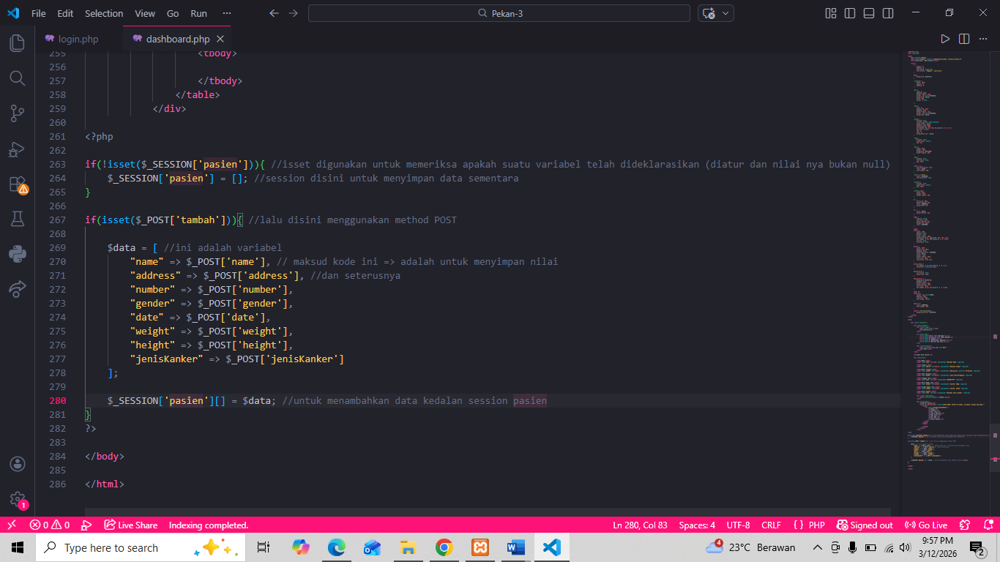 File Edit Selection View Go Run ··· Pekan-3
login.php dashboard.php
255 <tbody>
256
257 </tbody>
258 </table>
259 </div>
260
261 <?php
262
263 if(!isset($_SESSION['pasien'])){ //isset digunakan untuk memeriksa apakah suatu variabel telah dideklarasikan (diatur dan nilai nya bukan null)
264 $_SESSION['pasien'] = []; //session disini untuk menyimpan data sementara
265 }
266
267 if(isset($_POST['tambah'])){ //lalu disini menggunakan method POST
268
269 $data = [ //ini adalah variabel
270 "name" => $_POST['name'], // maksud kode ini => adalah untuk menyimpan nilai
271 "address" => $_POST['address'], //dan seterusnya
272 "number" => $_POST['number'],
273 "gender" => $_POST['gender'],
274 "date" => $_POST['date'],
275 "weight" => $_POST['weight'],
276 "height" => $_POST['height'],
277 "jenisKanker" => $_POST['jenisKanker']
278 ];
279
280 $_SESSION['pasien'][] = $data; //untuk menambahkan data kedalan session pasien
281 }
282 ?>
283
284 </body>
285
286 </html>
1
0 0 Live Share Indexing completed. Ln 280, Col 83 Spaces: 4 UTF-8 CRLF { } PHP Signed out Go Live
Type here to search 4 23°C Berawan 9:57 PM
3/12/2026 2